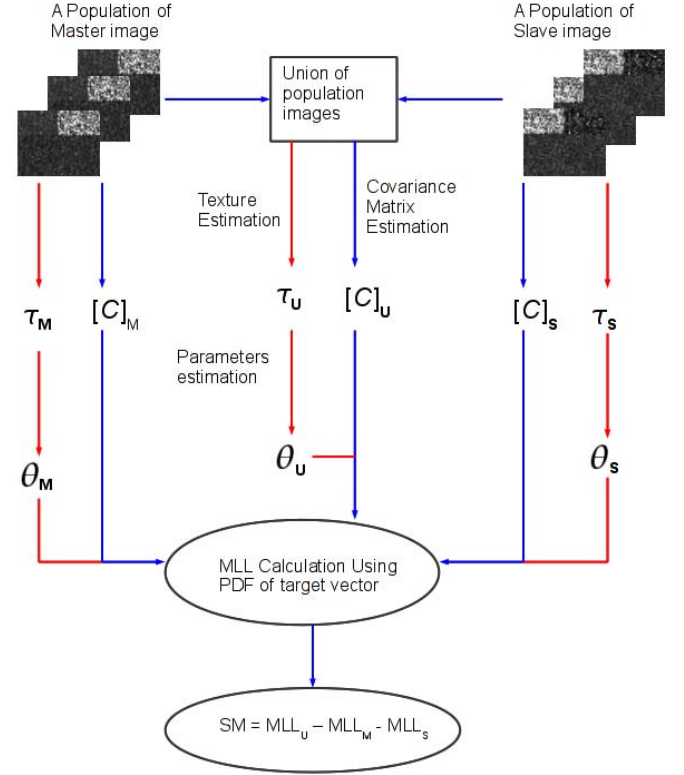 A Population of
Master image
A Population of
Slave image
Union of
population
images
Texture
Estimation
Covariance
Matrix
Estimation
τM
[C]M
τU
[C]U
[C]S
τS
Parameters
estimation
θM
θU
θS
MLL Calculation Using
PDF of target vector
SM = MLLU – MLLM - MLLS